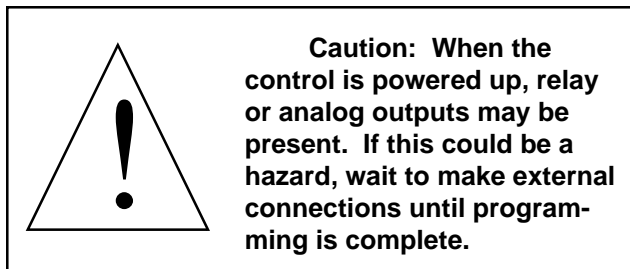 Caution:  When the
control is powered up, relay
or analog outputs may be
present.  If this could be a
hazard, wait to make external
connections until program-
ming is complete.